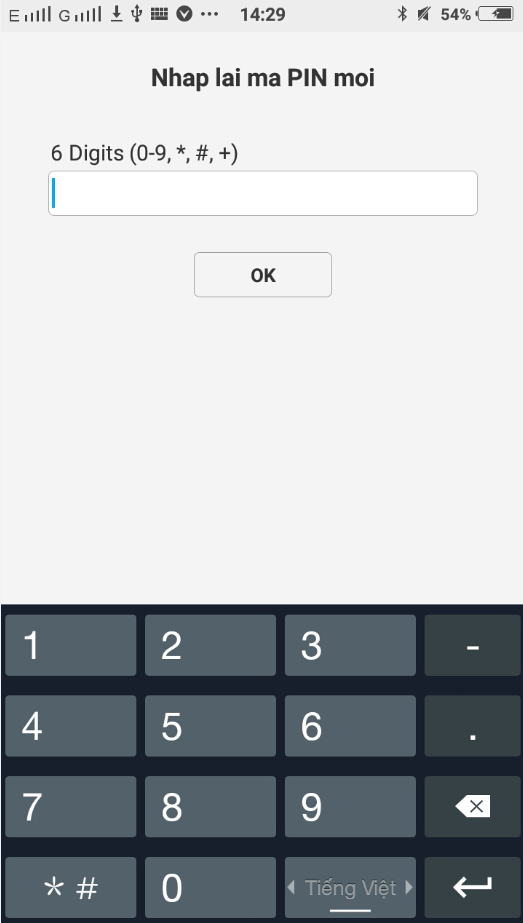 E G ... 14:29 54%
Nhap lai ma PIN moi
6 Digits (0-9, *, #, +)
OK
1 2 3 -
4 5 6 .
7 8 9
* # 0 Tiếng Việt